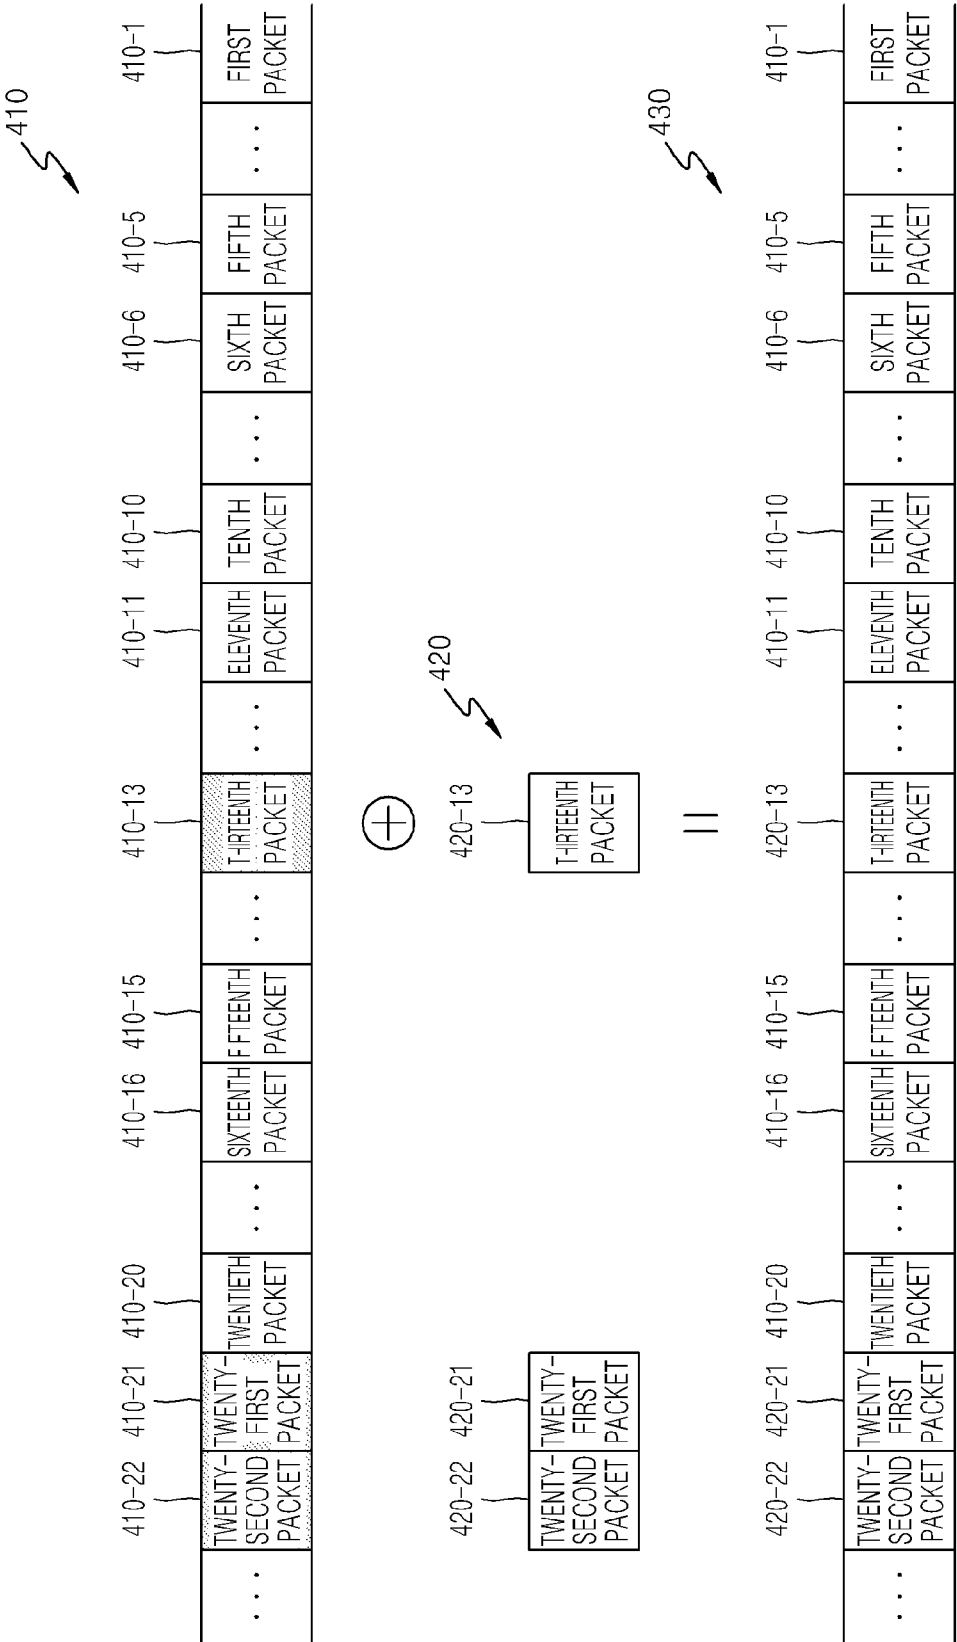 410
410-22
410-21
410-20
410-16
410-15
410-13
410-11
410-10
410-6
410-5
410-1
...
TWENTY-
SECOND
PACKET
TWENTY-
FIRST
PACKET
TWENTIETH
PACKET
...
SIXTEENTH
PACKET
FIFTEENTH
PACKET
...
THIRTEENTH
PACKET
...
ELEVENTH
PACKET
TENTH
PACKET
...
SIXTH
PACKET
FIFTH
PACKET
...
FIRST
PACKET
+
420
420-22
420-21
420-13
TWENTY-
SECOND
PACKET
TWENTY-
FIRST
PACKET
THIRTEENTH
PACKET
=
430
420-22
420-21
410-20
410-16
410-15
420-13
410-11
410-10
410-6
410-5
410-1
...
TWENTY-
SECOND
PACKET
TWENTY-
FIRST
PACKET
TWENTIETH
PACKET
...
SIXTEENTH
PACKET
FIFTEENTH
PACKET
...
THIRTEENTH
PACKET
...
ELEVENTH
PACKET
TENTH
PACKET
...
SIXTH
PACKET
FIFTH
PACKET
...
FIRST
PACKET